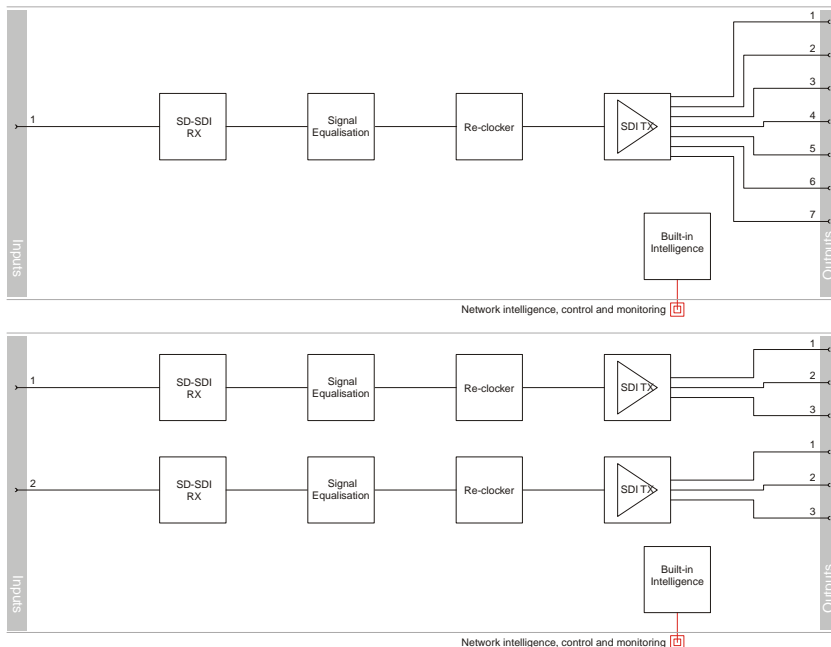 1
2
3
4
5
6
7
1
SD-SDI
RX
Signal
Equalisation
Re-clocker
SDI TX
Built-in
Intelligence
Inputs
Outputs
Network intelligence, control and monitoring
1
SD-SDI
RX
Signal
Equalisation
Re-clocker
SDI TX
1
2
3
2
SD-SDI
RX
Signal
Equalisation
Re-clocker
SDI TX
1
2
3
Built-in
Intelligence
Inputs
Outputs
Network intelligence, control and monitoring